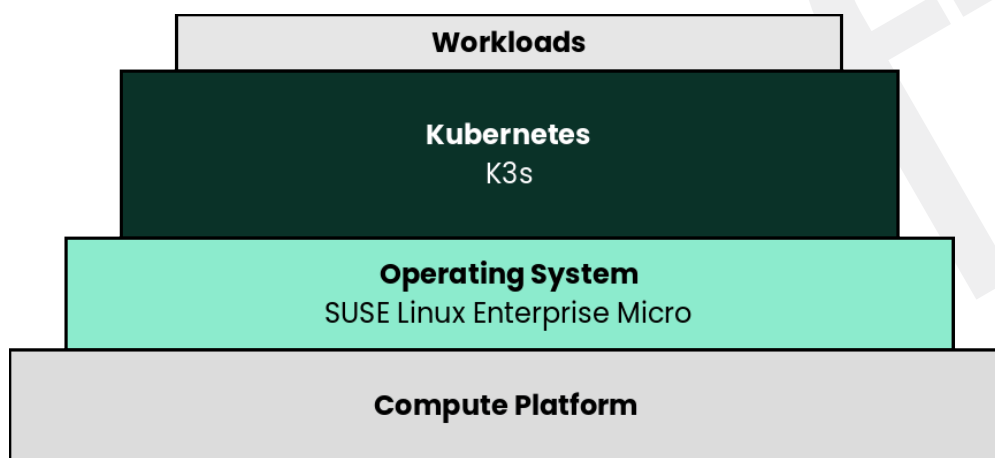 Workloads
Kubernetes
K3s
Operating System
SUSE Linux Enterprise Micro
Compute Platform